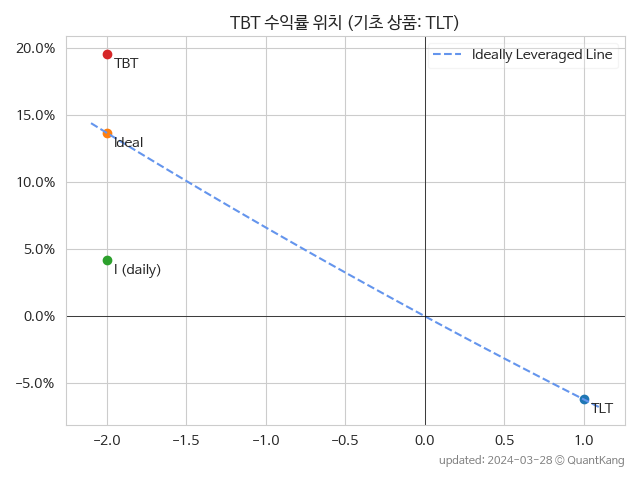 TBT 수익률 위치 (기초 상품: TLT)
Ideally Leveraged Line
20.0%
15.0%
10.0%
5.0%
0.0%
−5.0%
TBT
Ideal
I (daily)
TLT
−2.0 −1.5 −1.0 −0.5 0.0 0.5 1.0
updated: 2024-03-28 © QuantKang